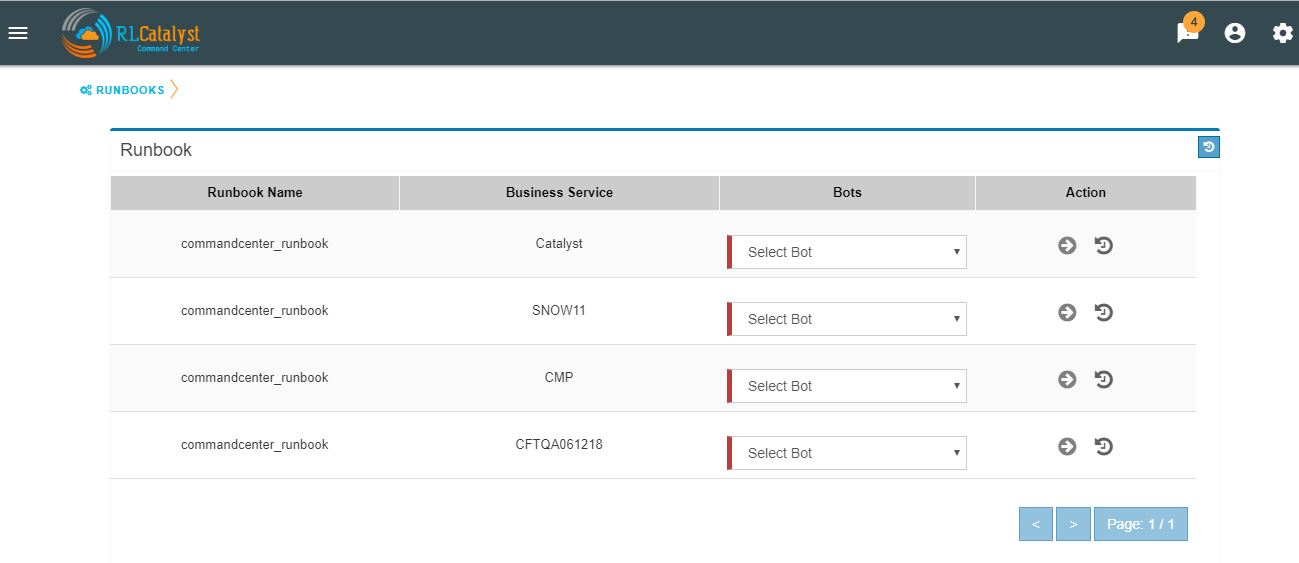 RLCatalyst
Command Center
4
RUNBOOKS
Runbook
Runbook Name Business Service Bots Action
commandcenter_runbook Catalyst Select Bot
commandcenter_runbook SNOW11 Select Bot
commandcenter_runbook CMP Select Bot
commandcenter_runbook CFTQA061218 Select Bot
< > Page: 1 / 1